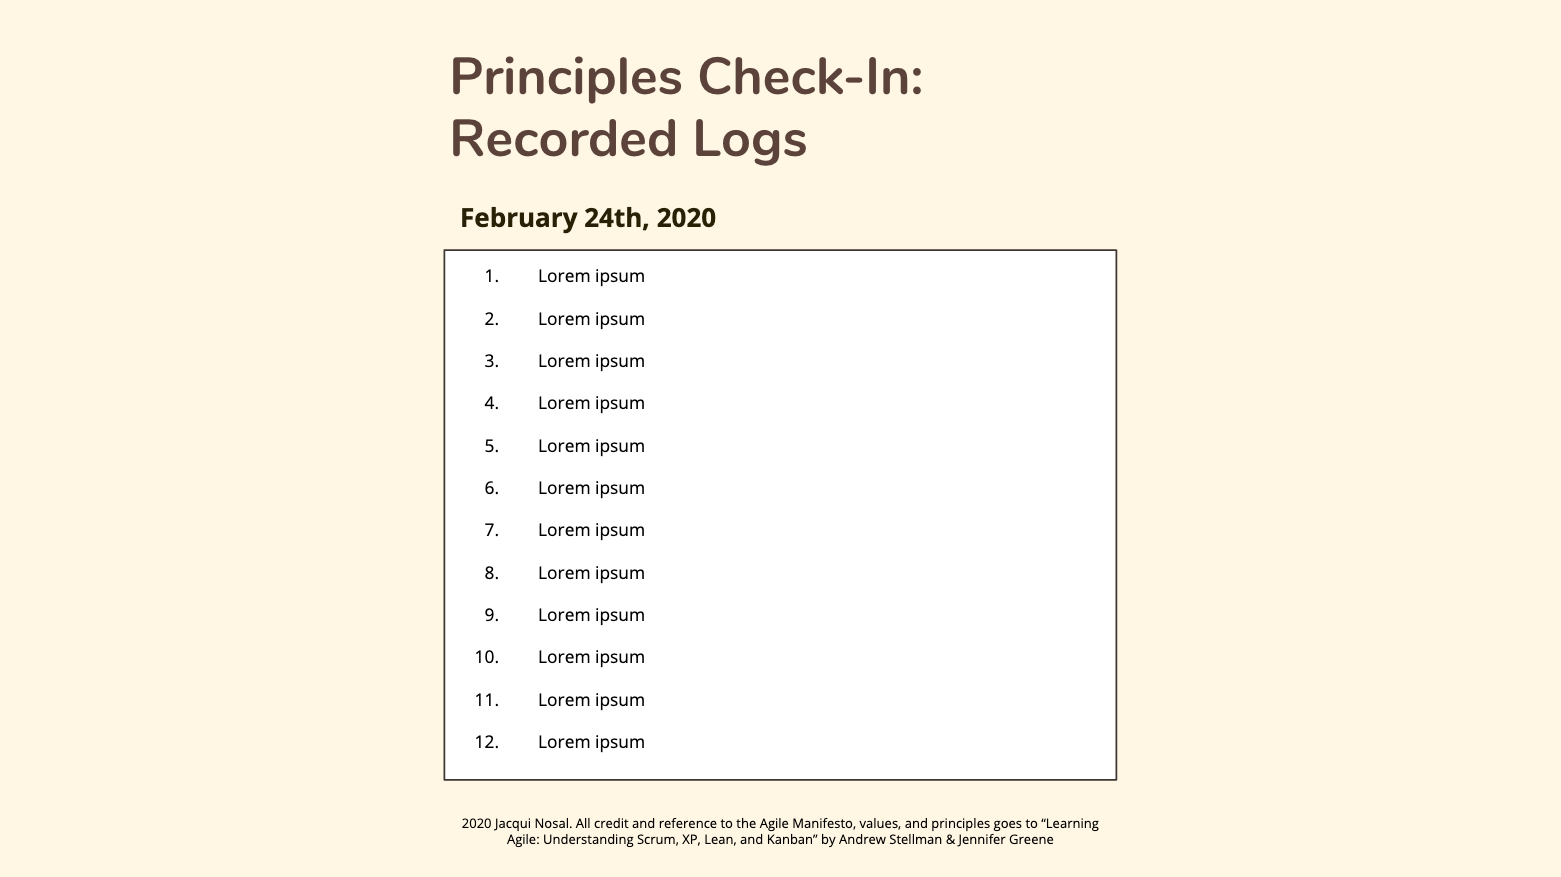 Principles Check-In:
Recorded Logs
February 24th, 2020
1. Lorem ipsum
2. Lorem ipsum
3. Lorem ipsum
4. Lorem ipsum
5. Lorem ipsum
6. Lorem ipsum
7. Lorem ipsum
8. Lorem ipsum
9. Lorem ipsum
10. Lorem ipsum
11. Lorem ipsum
12. Lorem ipsum
2020 Jacqui Nosal. All credit and reference to the Agile Manifesto, values, and principles goes to “Learning
Agile: Understanding Scrum, XP, Lean, and Kanban” by Andrew Stellman & Jennifer Greene